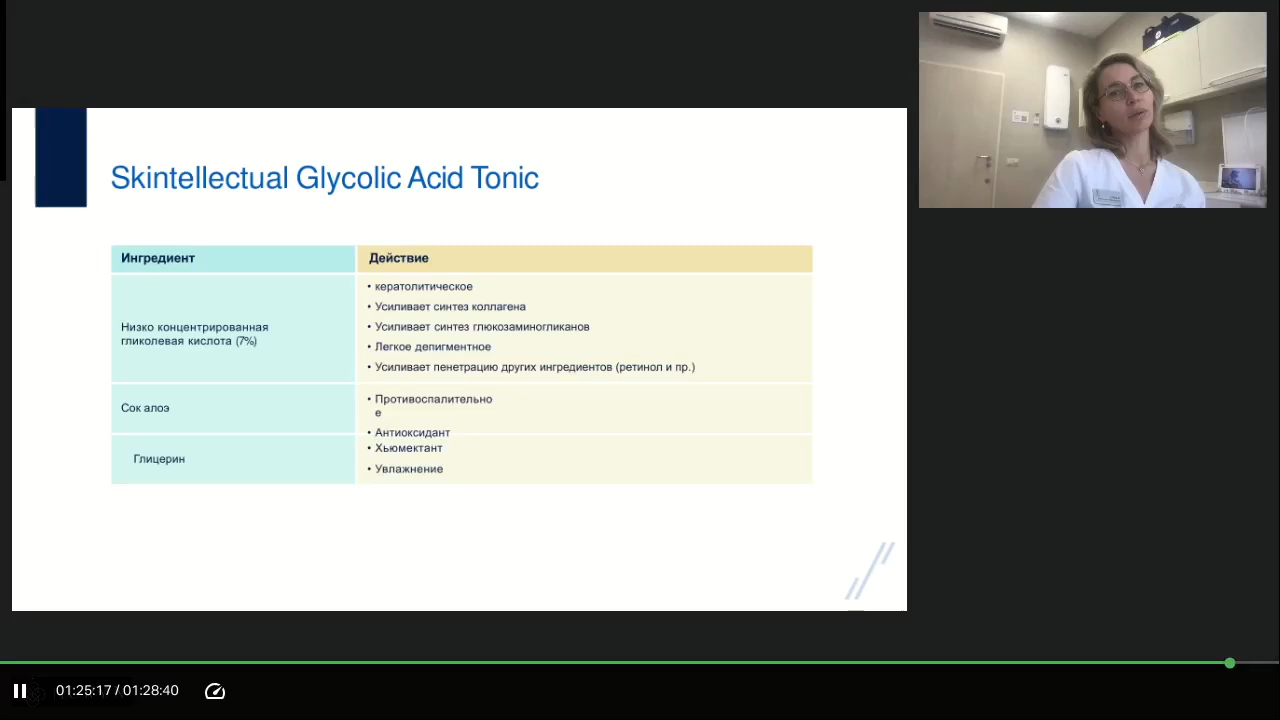 Skintellectual Glycolic Acid Tonic
Ингредиент
Действие
Низко концентрированная
гликолевая кислота (7%)
• кератолитическое
• Усиливает синтез коллагена
• Усиливает синтез глюкозаминогликанов
• Легкое депигментное
• Усиливает пенетрацию других ингредиентов (ретинол и пр.)
Сок алоэ
• Противоспалительно
е
• Антиоксидант
Глицерин
• Хьюмектант
• Увлажнение
01:25:17 / 01:28:40